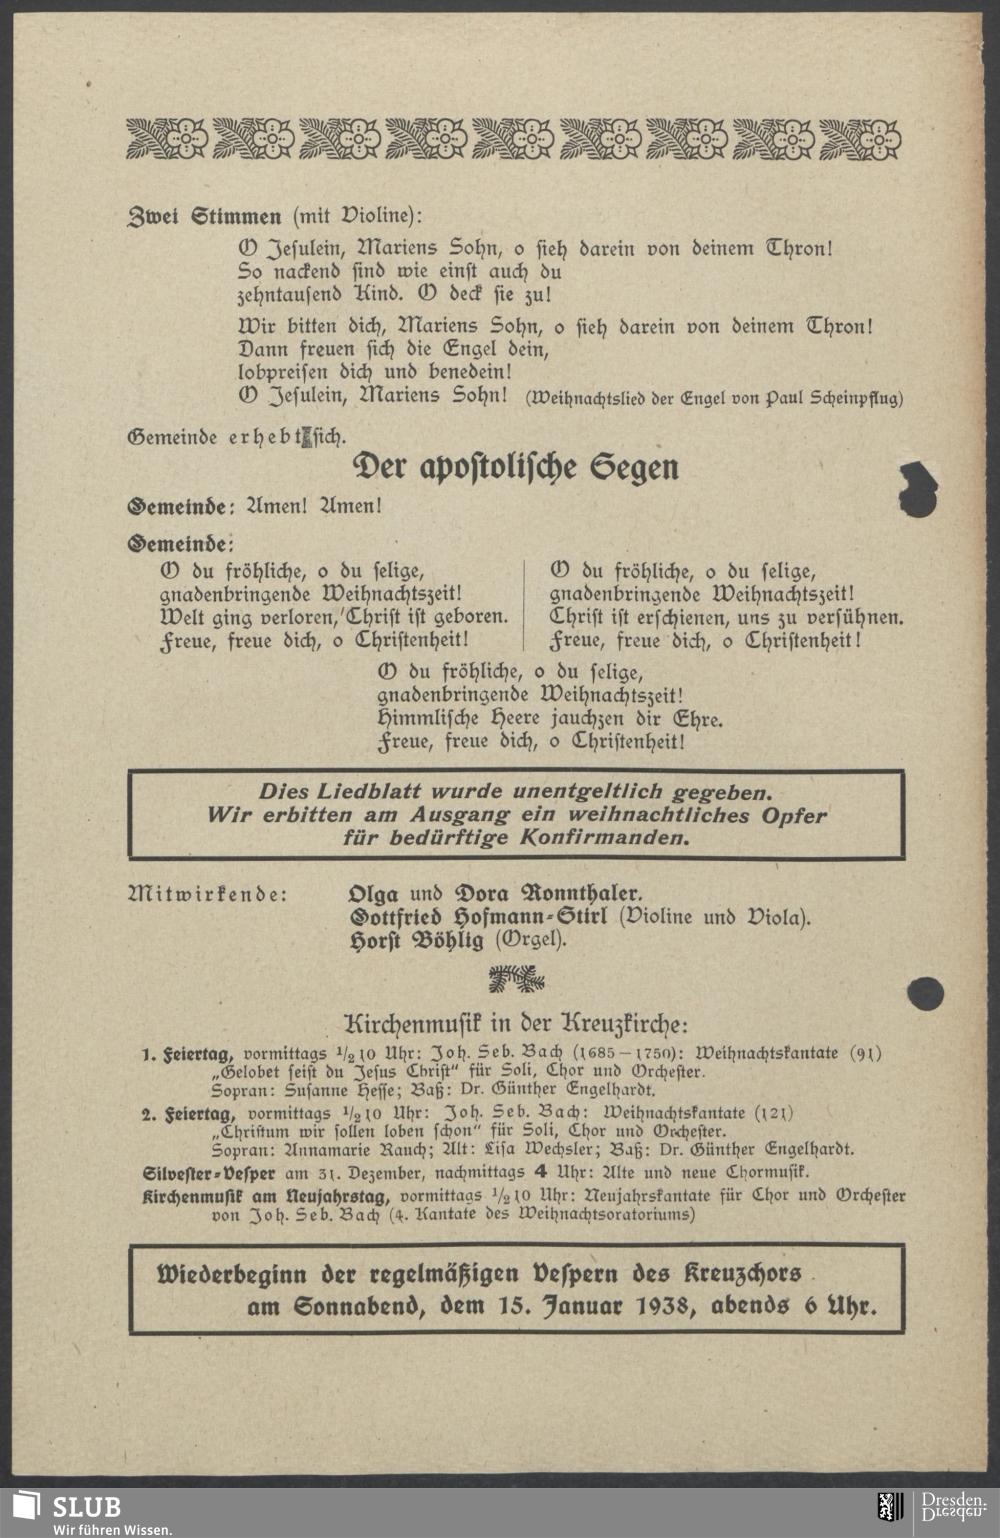 Zwei Stimmen (mit Violine):
O Jesulein, Mariens Sohn, o sieh darein von deinem Thron!
So nackend sind wie einst auch du
zehntausend Kind. O deck sie zu!
Wir bitten dich, Mariens Sohn, o sieh darein von deinem Thron!
Dann freuen sich die Engel dein,
lobpreisen dich und benedein!
O Jesulein, Mariens Sohn! (Weihnachtslied der Engel von Paul Scheinpflug)
Gemeinde erhebt sich.
Der apostolische Segen
Gemeinde: Amen! Amen!
Gemeinde:
O du fröhliche, o du selige,
gnadenbringende Weihnachtszeit!
Welt ging verloren, Christ ist geboren.
Freue, freue dich, o Christenheit!
O du fröhliche, o du selige,
gnadenbringende Weihnachtszeit!
Christ ist erschienen, uns zu versühnen.
Freue, freue dich, o Christenheit!
O du fröhliche, o du selige,
gnadenbringende Weihnachtszeit!
Himmlische Heere jauchzen dir Ehre.
Freue, freue dich, o Christenheit!
Dies Liedblatt wurde unentgeltlich gegeben.
Wir erbitten am Ausgang ein weihnachtliches Opfer
für bedürftige Konfirmanden.
Mitwirkende: Olga und Dora Ronnthaler.
Gottfried Hofmann-Stirl (Violine und Viola).
Horst Böhlig (Orgel).
Kirchenmusik in der Kreuzkirche:
1. Feiertag, vormittags 1/2 10 Uhr: Joh. Seb. Bach (1685–1750): Weihnachtskantate (91)
„Gelobet seist du Jesus Christ“ für Soli, Chor und Orchester.
Sopran: Susanne Hesse; Baß: Dr. Günther Engelhardt.
2. Feiertag, vormittags 1/2 10 Uhr: Joh. Seb. Bach: Weihnachtskantate (121)
„Christum wir sollen loben schon“ für Soli, Chor und Orchester.
Sopran: Annamarie Rauch; Alt: Lisa Wechsler; Baß: Dr. Günther Engelhardt.
Silvester-Vesper am 31. Dezember, nachmittags 4 Uhr: Alte und neue Chormusik.
Kirchenmusik am Neujahrstag, vormittags 1/2 10 Uhr: Neujahrskantate für Chor und Orchester
von Joh. Seb. Bach (4. Kantate des Weihnachtsoratoriums)
Wiederbeginn der regelmäßigen Vespern des Kreuzchors
am Sonnabend, dem 15. Januar 1938, abends 6 Uhr.
SLUB
Wir führen Wissen.
Dresden.
Dresden.